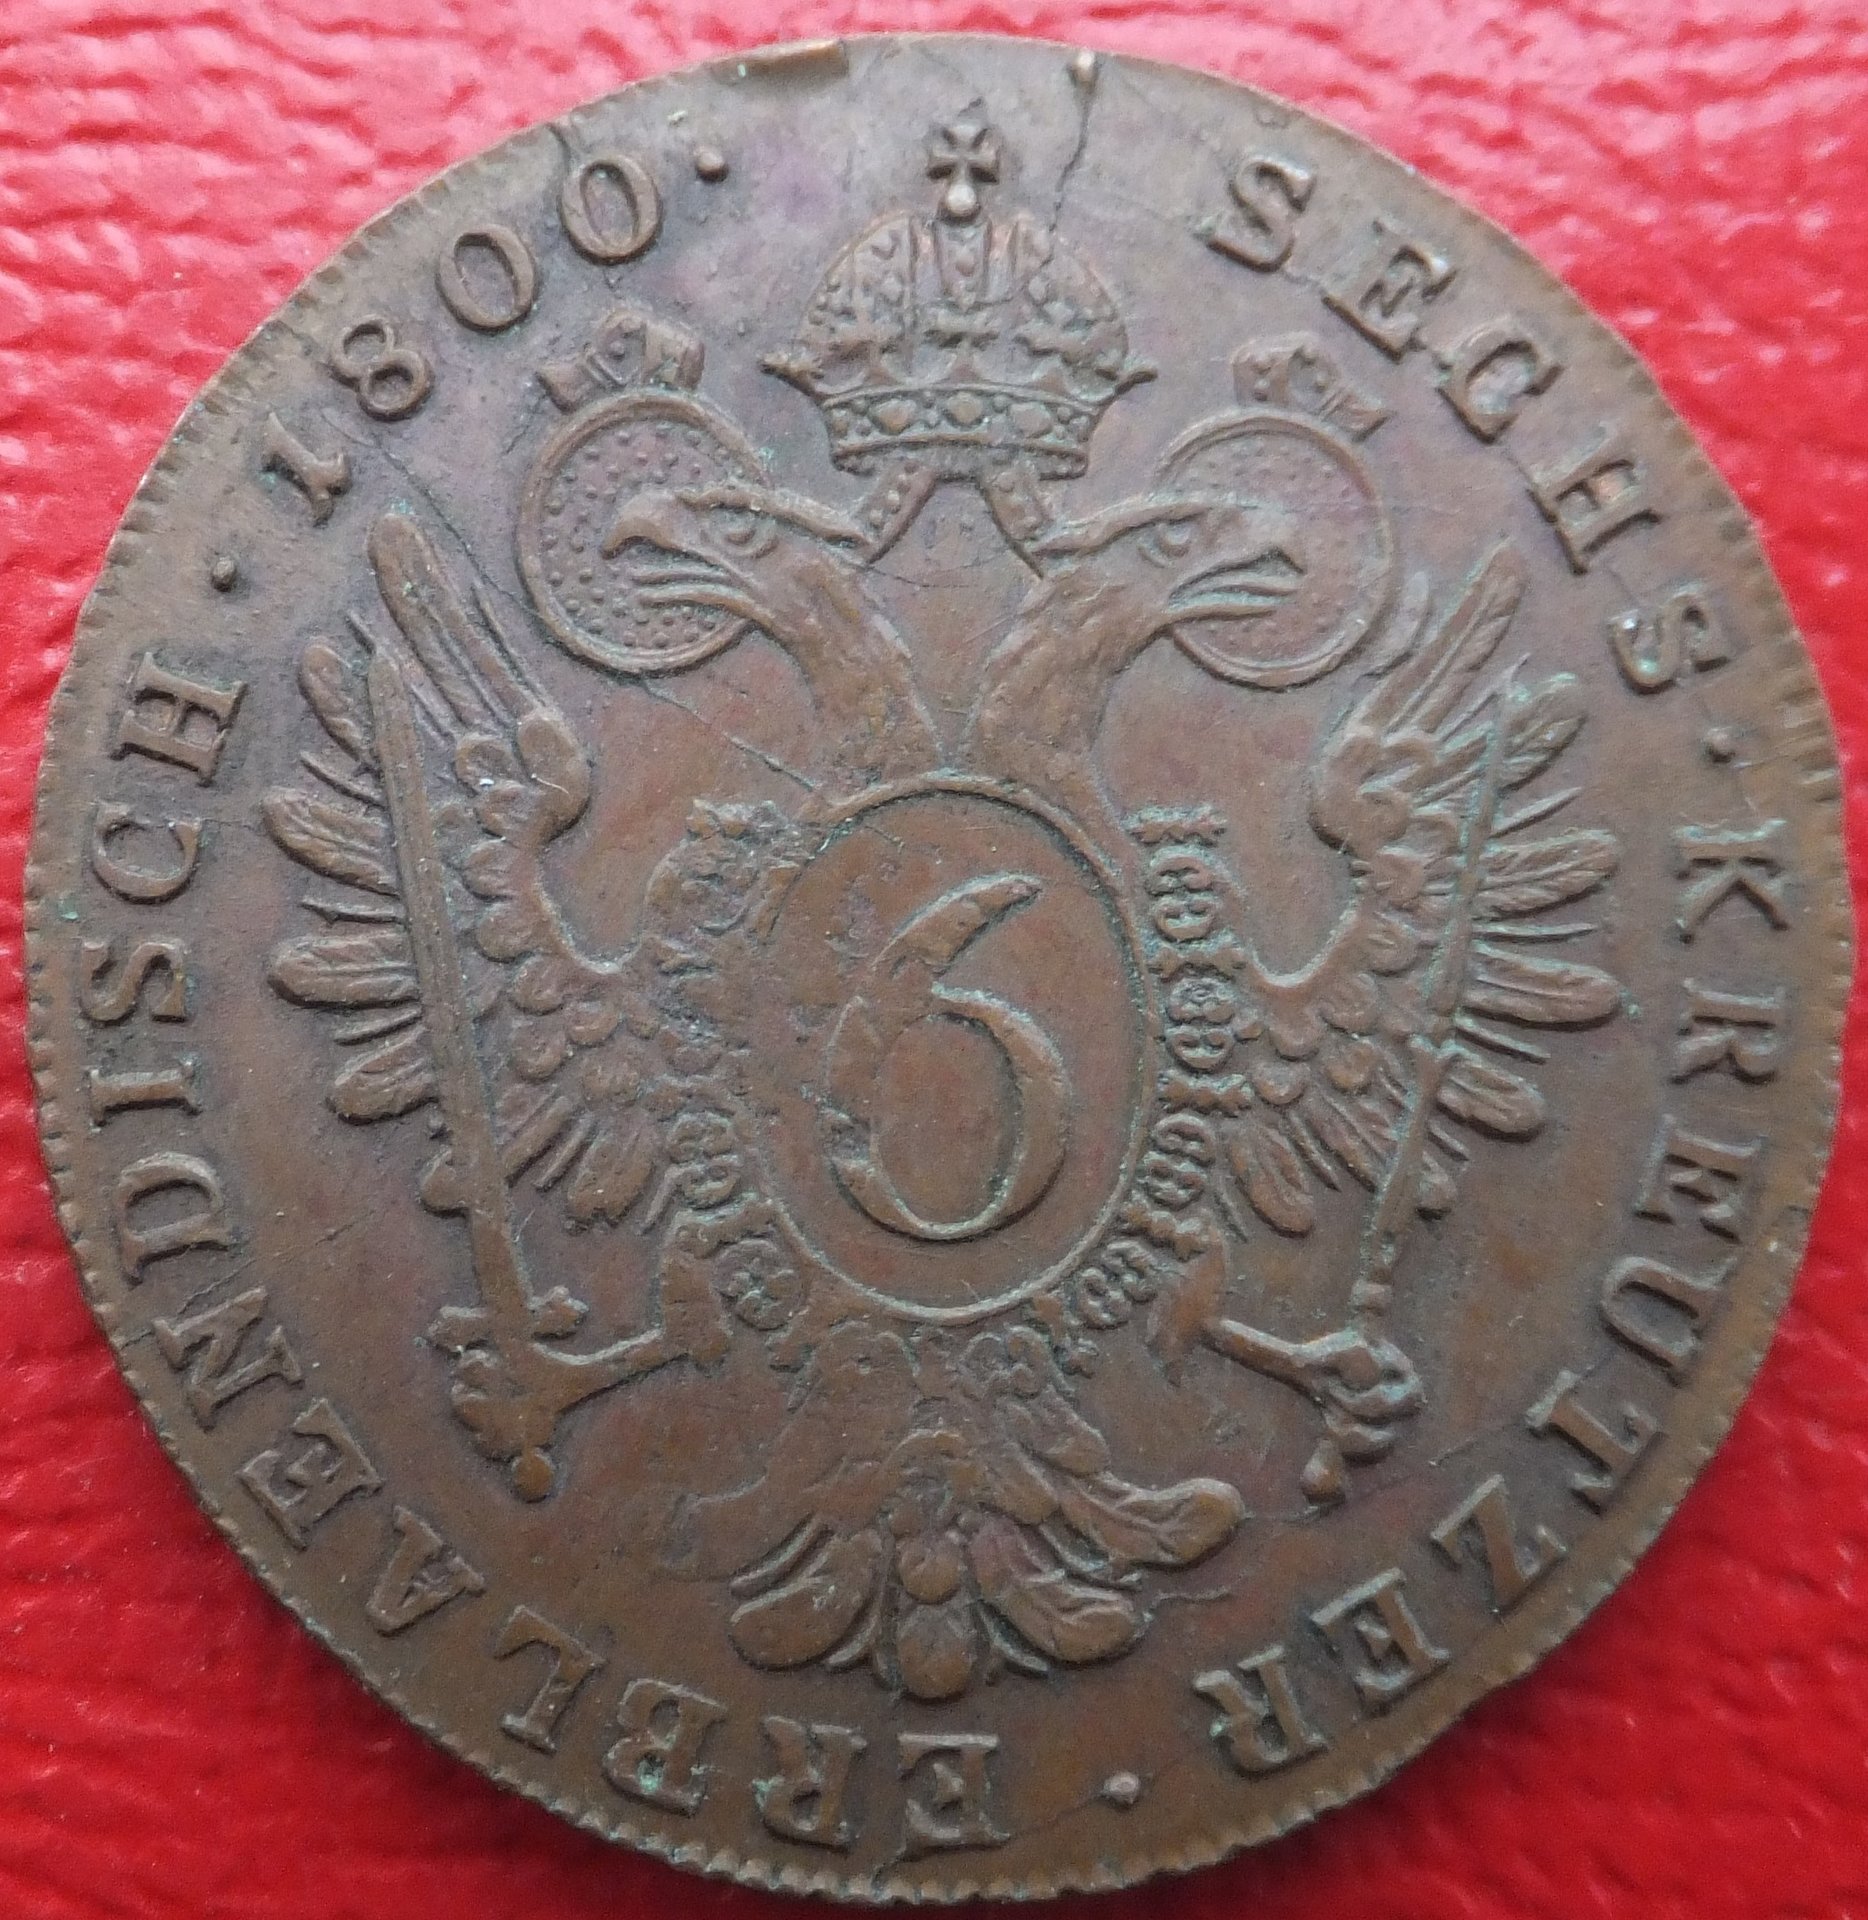 SECHS · KREUTZER · ERBLAENDISCH · 1800 ·
6